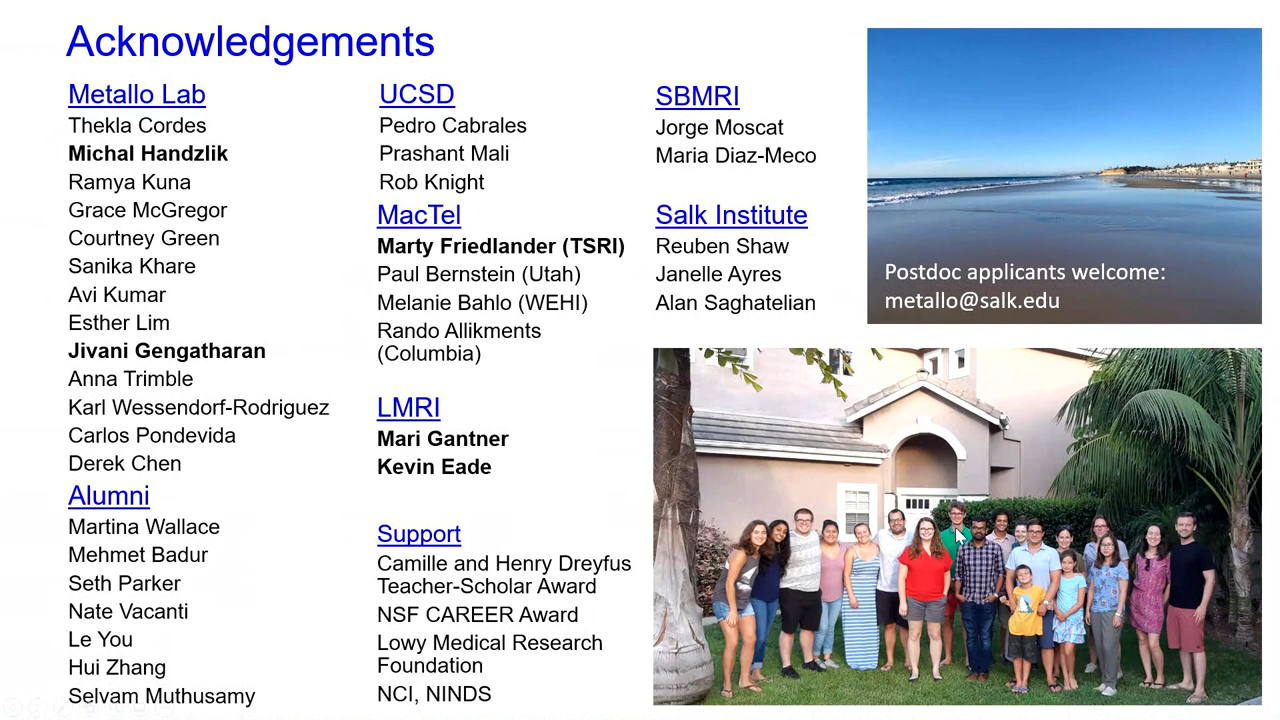 Acknowledgements
Metallo Lab
Thekla Cordes
Michal Handzlik
Ramya Kuna
Grace McGregor
Courtney Green
Sanika Khare
Avi Kumar
Esther Lim
Jivani Gengatharan
Anna Trimble
Karl Wessendorf-Rodriguez
Carlos Pondevida
Derek Chen
Alumni
Martina Wallace
Mehmet Badur
Seth Parker
Nate Vacanti
Le You
Hui Zhang
Selvam Muthusamy
UCSD
Pedro Cabrales
Prashant Mali
Rob Knight
MacTel
Marty Friedlander (TSRI)
Paul Bernstein (Utah)
Melanie Bahlo (WEHI)
Rando Allikments
(Columbia)
LMRI
Mari Gantner
Kevin Eade
Support
Camille and Henry Dreyfus
Teacher-Scholar Award
NSF CAREER Award
Lowy Medical Research
Foundation
NCI, NINDS
SBMRI
Jorge Moscat
Maria Diaz-Meco
Salk Institute
Reuben Shaw
Janelle Ayres
Alan Saghatelian
Postdoc applicants welcome:
metallo@salk.edu